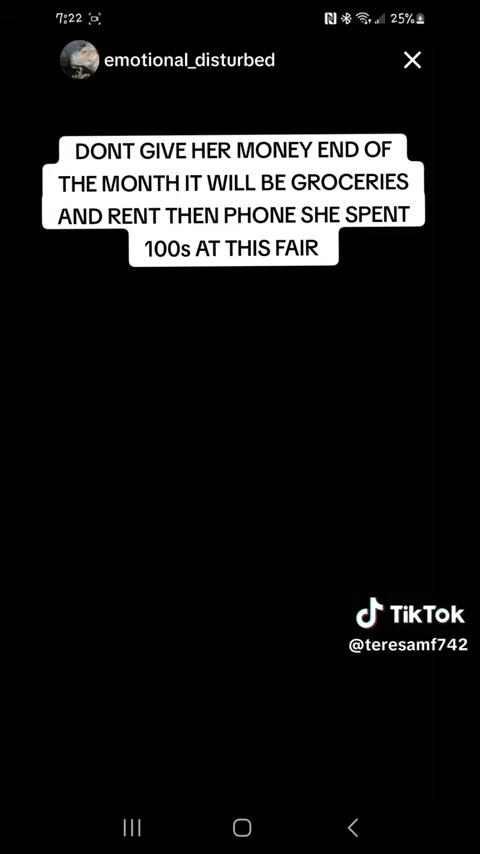 7:22
25%
emotional_disturbed
DONT GIVE HER MONEY END OF
THE MONTH IT WILL BE GROCERIES
AND RENT THEN PHONE SHE SPENT
100s AT THIS FAIR
TikTok
@teresamf742